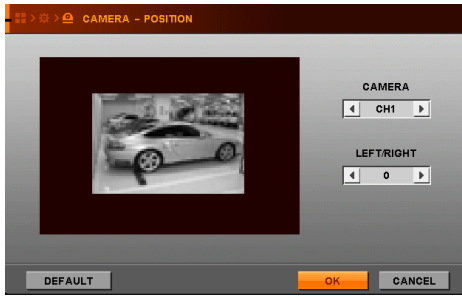 CAMERA - POSITION
CAMERA
CH1
LEFT/RIGHT
0
DEFAULT
OK
CANCEL